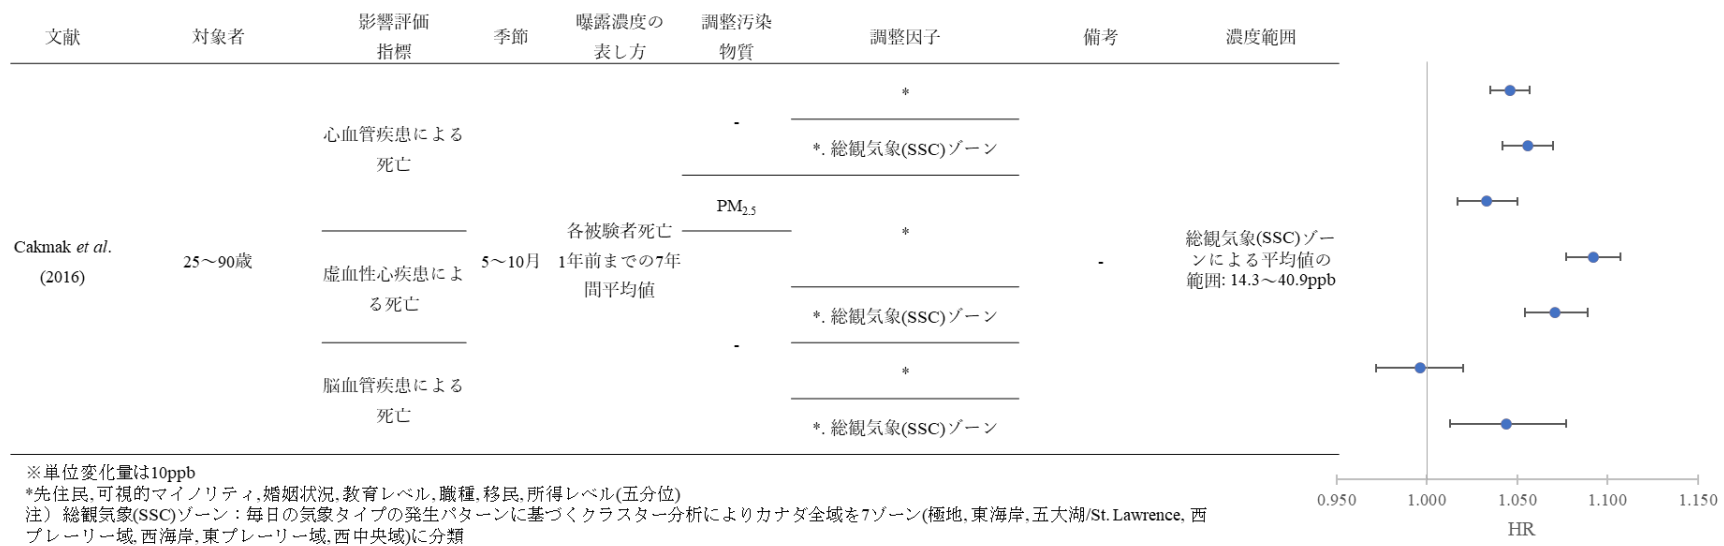 文献
対象者
影響評価
指標
季節
曝露濃度の
表し方
調整汚染
物質
調整因子
備考
濃度範囲
Cakmak et al.
(2016)
25～90歳
心血管疾患による
死亡
虚血性心疾患によ
る死亡
脳血管疾患による
死亡
5～10月
各被験者死亡
1年前までの7年
間平均値
-
PM2.5
-
*
*. 総観気象(SSC)ゾーン
*
*. 総観気象(SSC)ゾーン
*
*. 総観気象(SSC)ゾーン
-
総観気象(SSC)ゾー
ンによる平均値の
範囲: 14.3～40.9ppb
0.950 1.000 1.050 1.100 1.150
HR
※単位変化量は10ppb
*先住民, 可視的マイノリティ, 婚姻状況, 教育レベル, 職種, 移民, 所得レベル(五分位)
注）総観気象(SSC)ゾーン：毎日の気象タイプの発生パターンに基づくクラスター分析によりカナダ全域を7ゾーン(極地, 東海岸, 五大湖/St. Lawrence, 西
プレーリー域, 西海岸, 東プレーリー域, 西中央域)に分類